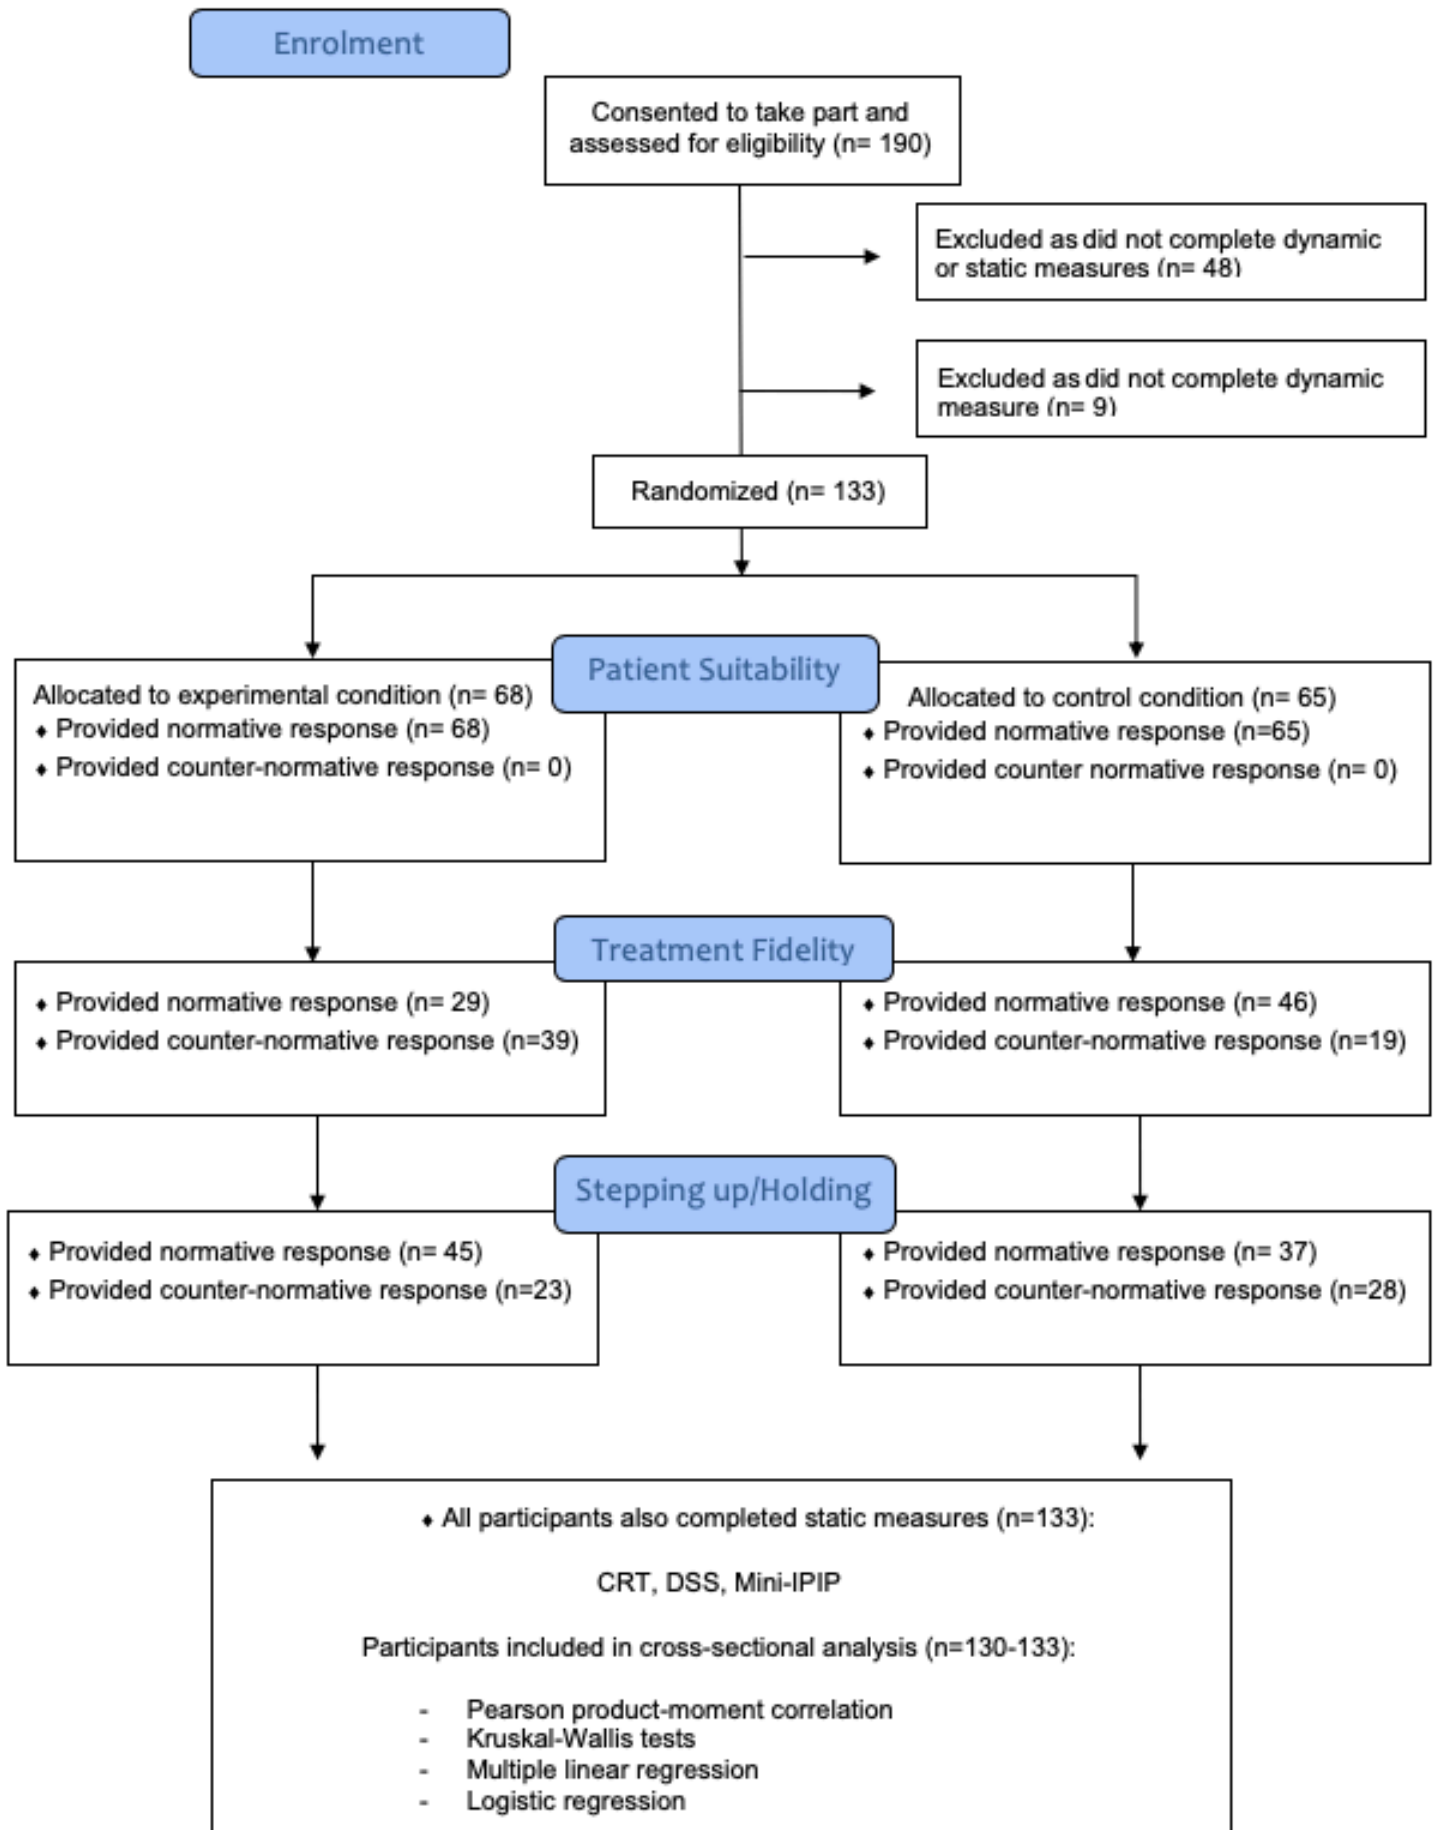 Enrolment
Consented to take part and
assessed for eligibility (n= 190)
Excluded as did not complete dynamic
or static measures (n= 48)
Excluded as did not complete dynamic
measure (n= 9)
Randomized (n= 133)
Patient Suitability
Allocated to experimental condition (n= 68)
♦ Provided normative response (n= 68)
♦ Provided counter-normative response (n= 0)
Allocated to control condition (n= 65)
♦ Provided normative response (n=65)
♦ Provided counter normative response (n= 0)
Treatment Fidelity
♦ Provided normative response (n= 29)
♦ Provided counter-normative response (n=39)
♦ Provided normative response (n= 46)
♦ Provided counter-normative response (n=19)
Stepping up/Holding
♦ Provided normative response (n= 45)
♦ Provided counter-normative response (n=23)
♦ Provided normative response (n= 37)
♦ Provided counter-normative response (n=28)
♦ All participants also completed static measures (n=133):
CRT, DSS, Mini-IPIP
Participants included in cross-sectional analysis (n=130-133):
- Pearson product-moment correlation
- Kruskal-Wallis tests
- Multiple linear regression
- Logistic regression